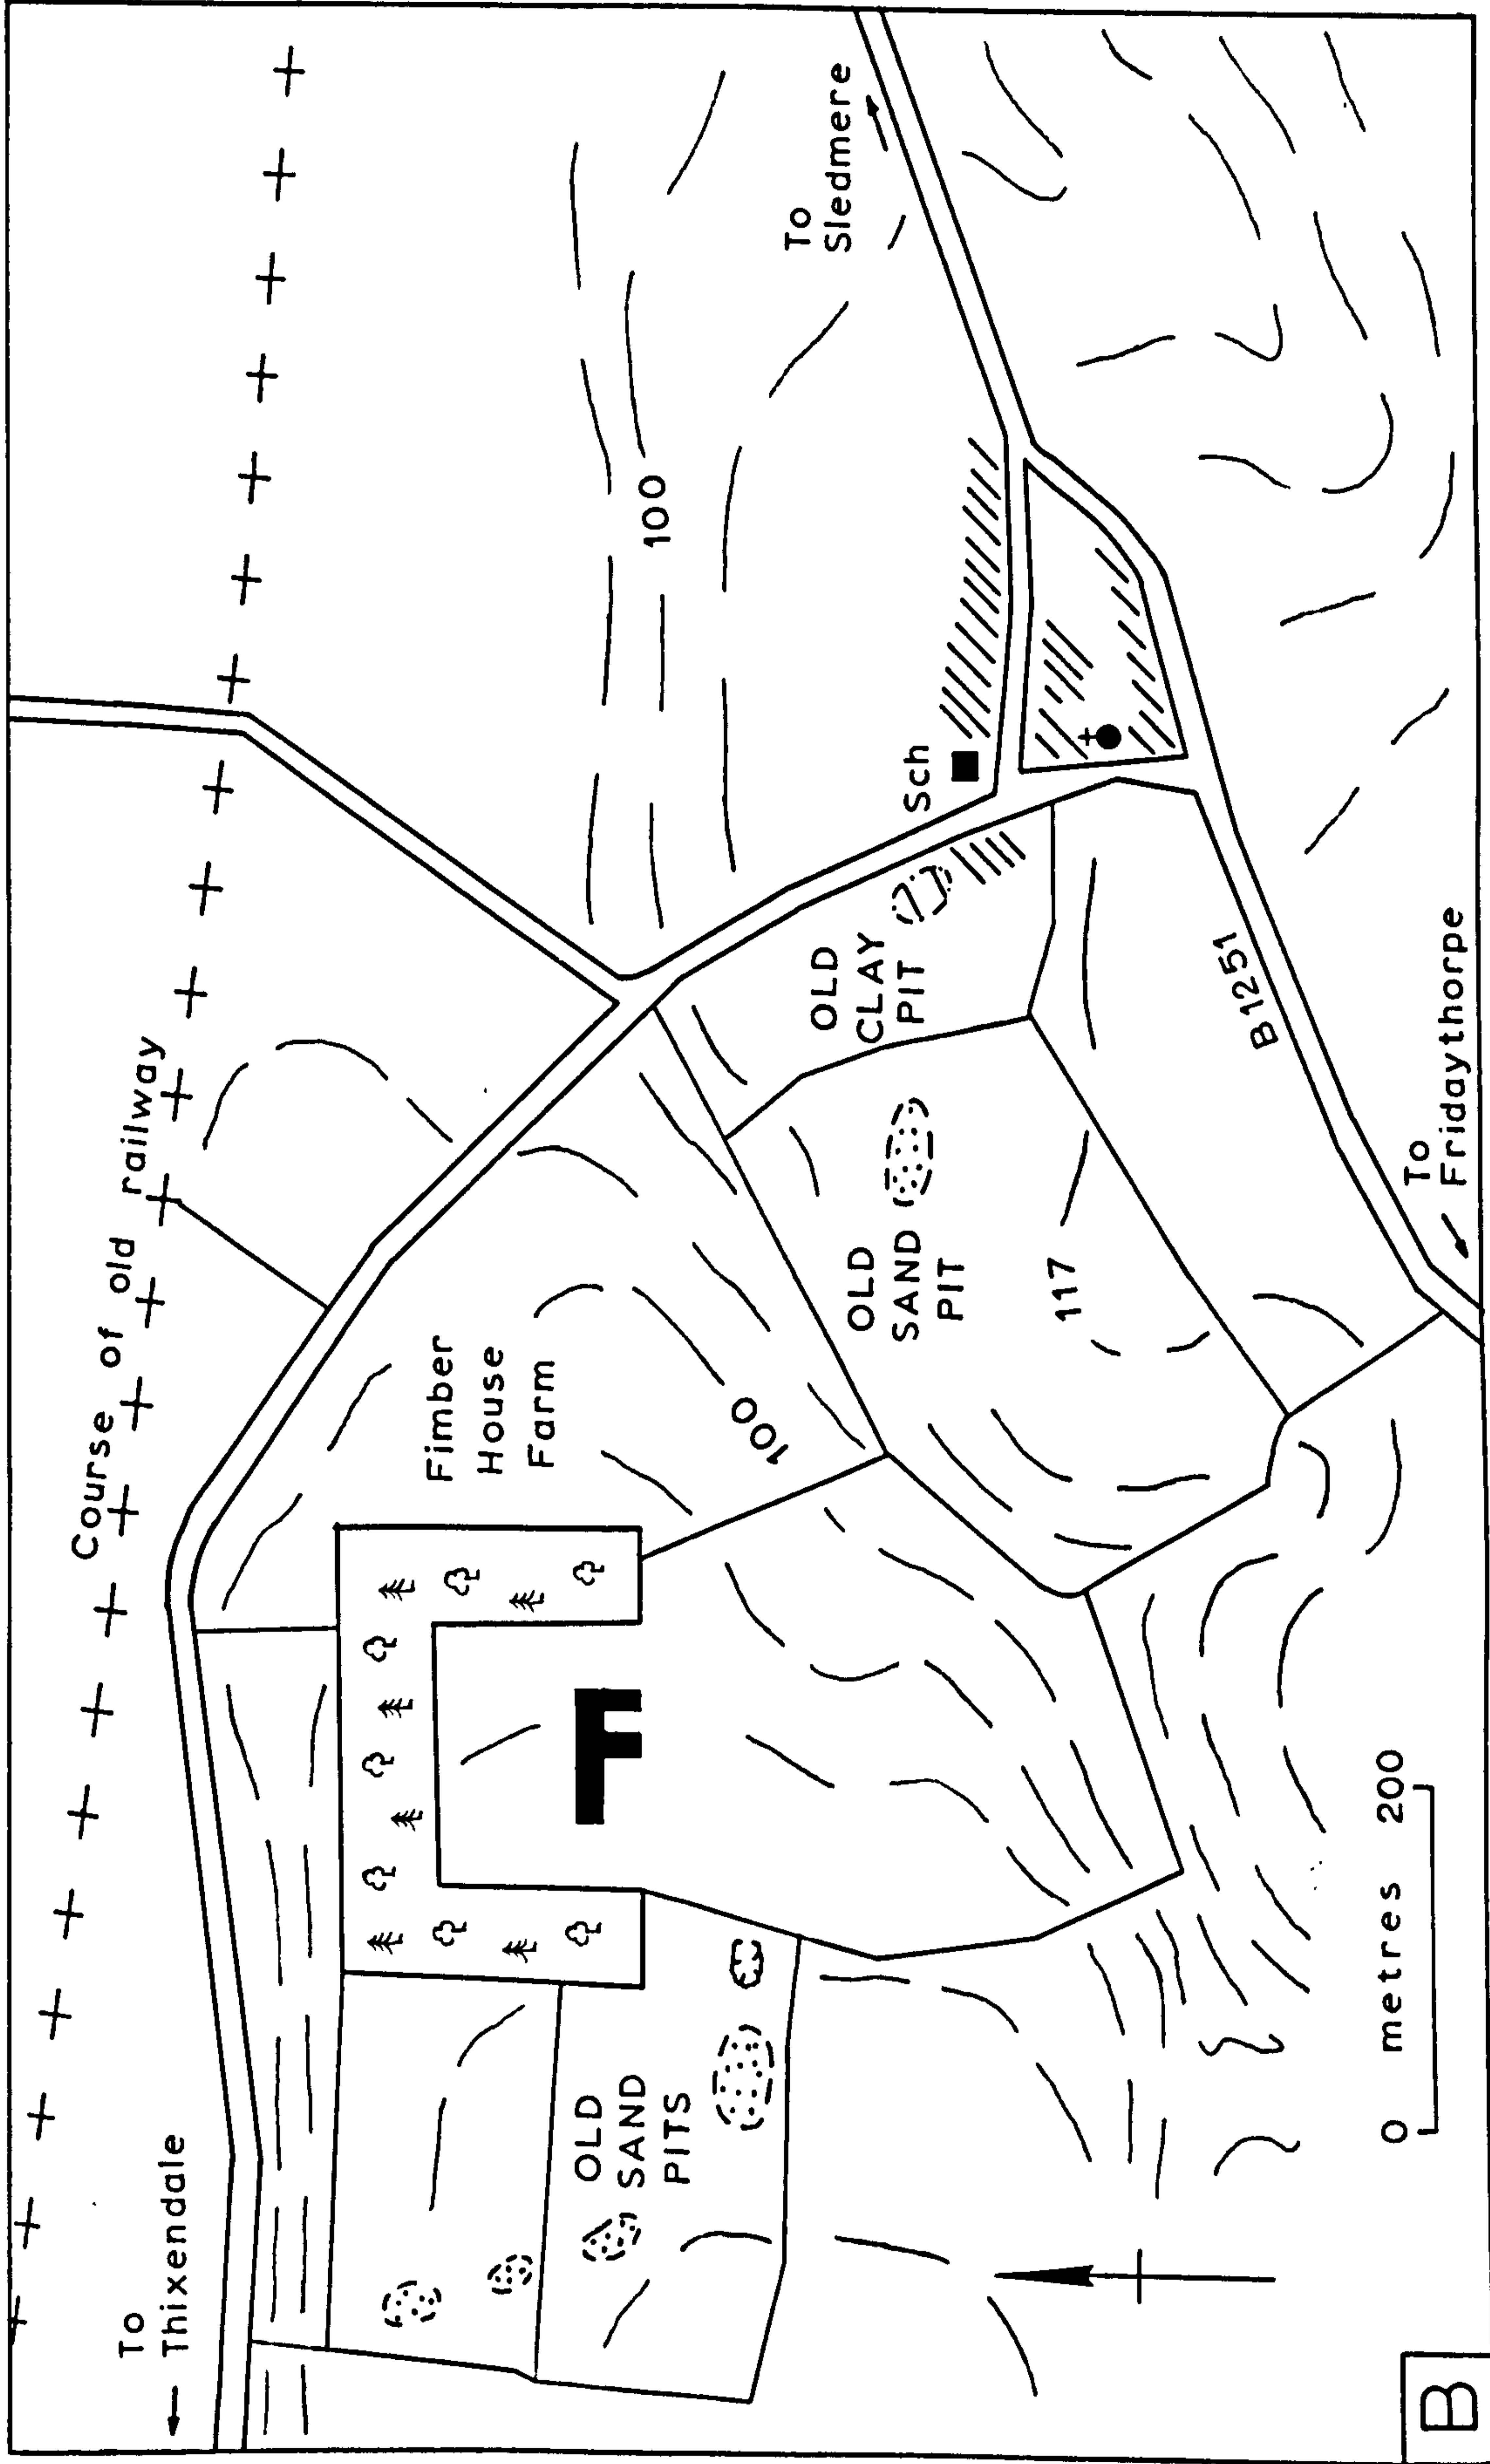 Course of old railway
To
Thixendale
Fimber
House
Farm
100
100
F
OLD
SAND
PITS
OLD
SAND
PIT
OLD
CLAY
PIT
117
Sch
To
Sledmere
B1251
To
Fridaythorpe
0 metres 200
B